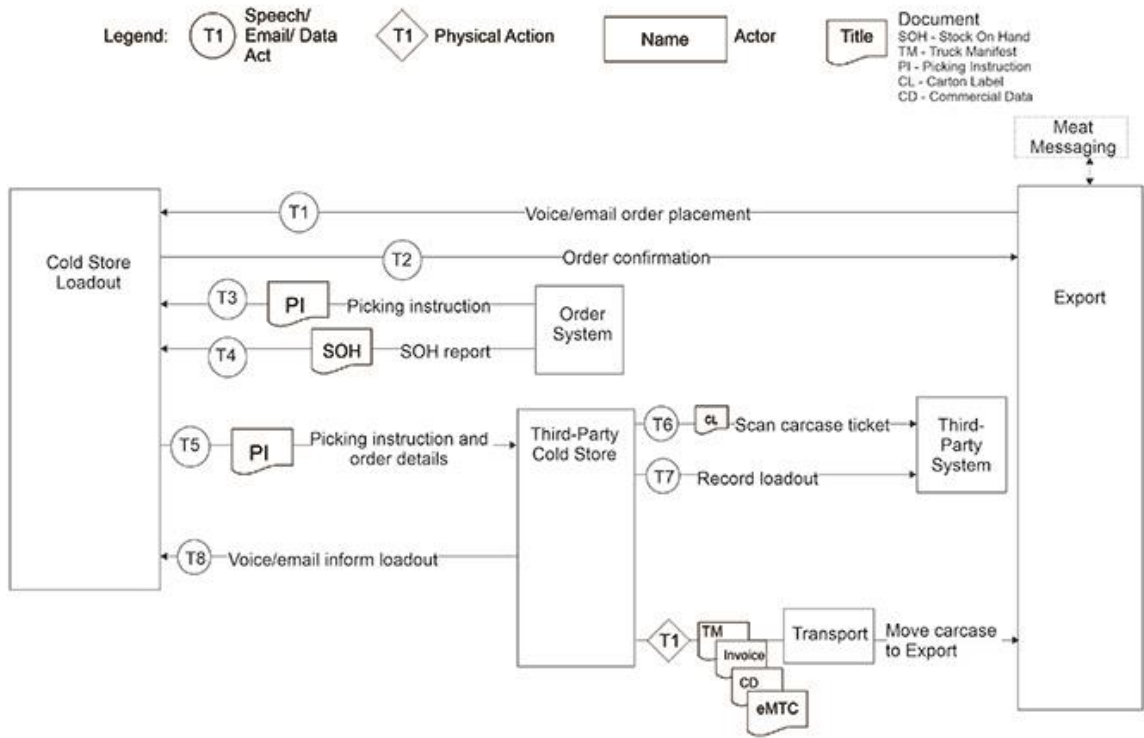 Legend:
T1
Speech/
Email/ Data
Act
T1
Physical Action
Name
Actor
Title
Document
SOH - Stock On Hand
TM - Truck Manifest
PI - Picking Instruction
CL - Carton Label
CD - Commercial Data
Meat
Messaging
Cold Store
Loadout
Export
T1
Voice/email order placement
T2
Order confirmation
T3
PI
Picking instruction
Order
System
T4
SOH
SOH report
T5
PI
Picking instruction and
order details
Third-Party
Cold Store
T6
CL
Scan carcase ticket
Third-
Party
System
T7
Record loadout
T8
Voice/email inform loadout
T1
TM
Invoice
CD
eMTC
Transport
Move carcase
to Export